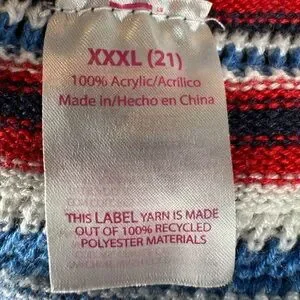 XXXL (21)
100% Acrylic/Acrílico
Made in/Hecho en China
THIS LABEL YARN IS MADE
OUT OF 100% RECYCLED
POLYESTER MATERIALS